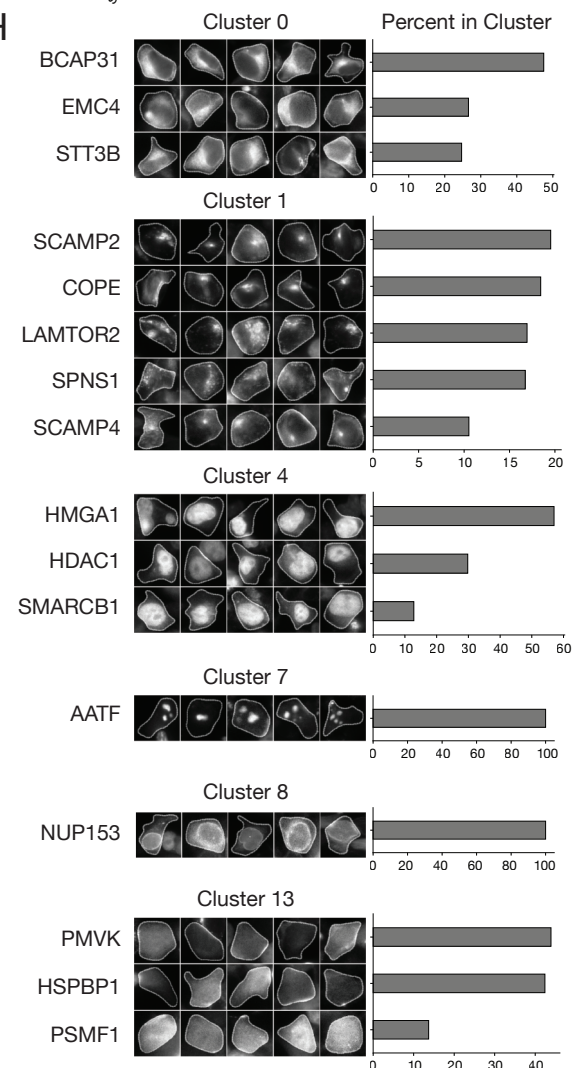 H
Cluster 0 Percent in Cluster
BCAP31
EMC4
STT3B
0 10 20 30 40 50
Cluster 1
SCAMP2
COPE
LAMTOR2
SPNS1
SCAMP4
0 5 10 15 20
Cluster 4
HMGA1
HDAC1
SMARCB1
0 10 20 30 40 50 60
Cluster 7
AATF
0 20 40 60 80 100
Cluster 8
NUP153
0 20 40 60 80 100
Cluster 13
PMVK
HSPBP1
PSMF1
0 10 20 30 40